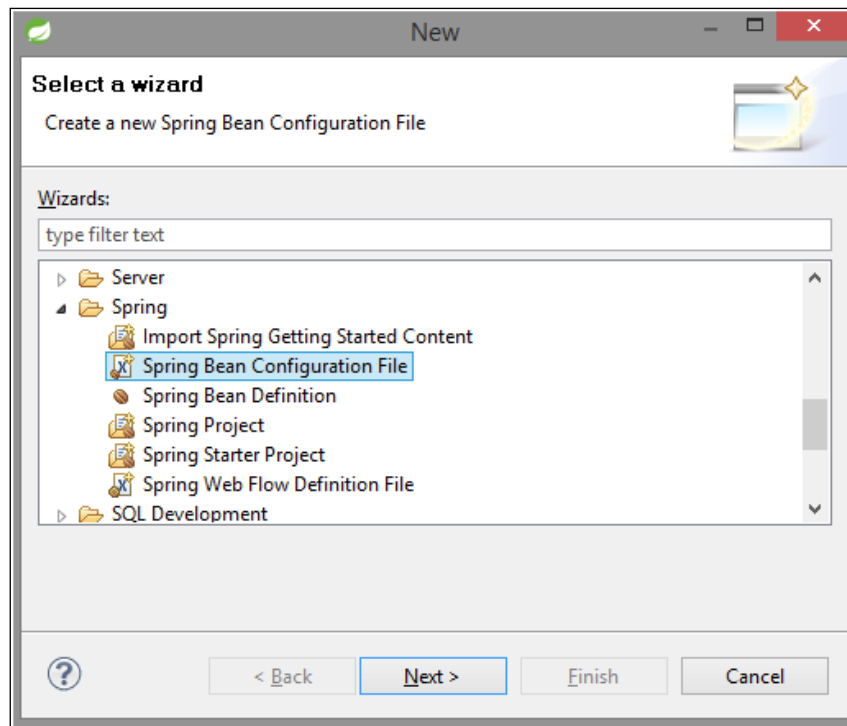 New
Select a wizard
Create a new Spring Bean Configuration File
Wizards:
type filter text
Server
Spring
Import Spring Getting Started Content
Spring Bean Configuration File
Spring Bean Definition
Spring Project
Spring Starter Project
Spring Web Flow Definition File
SQL Development
< Back Next > Finish Cancel